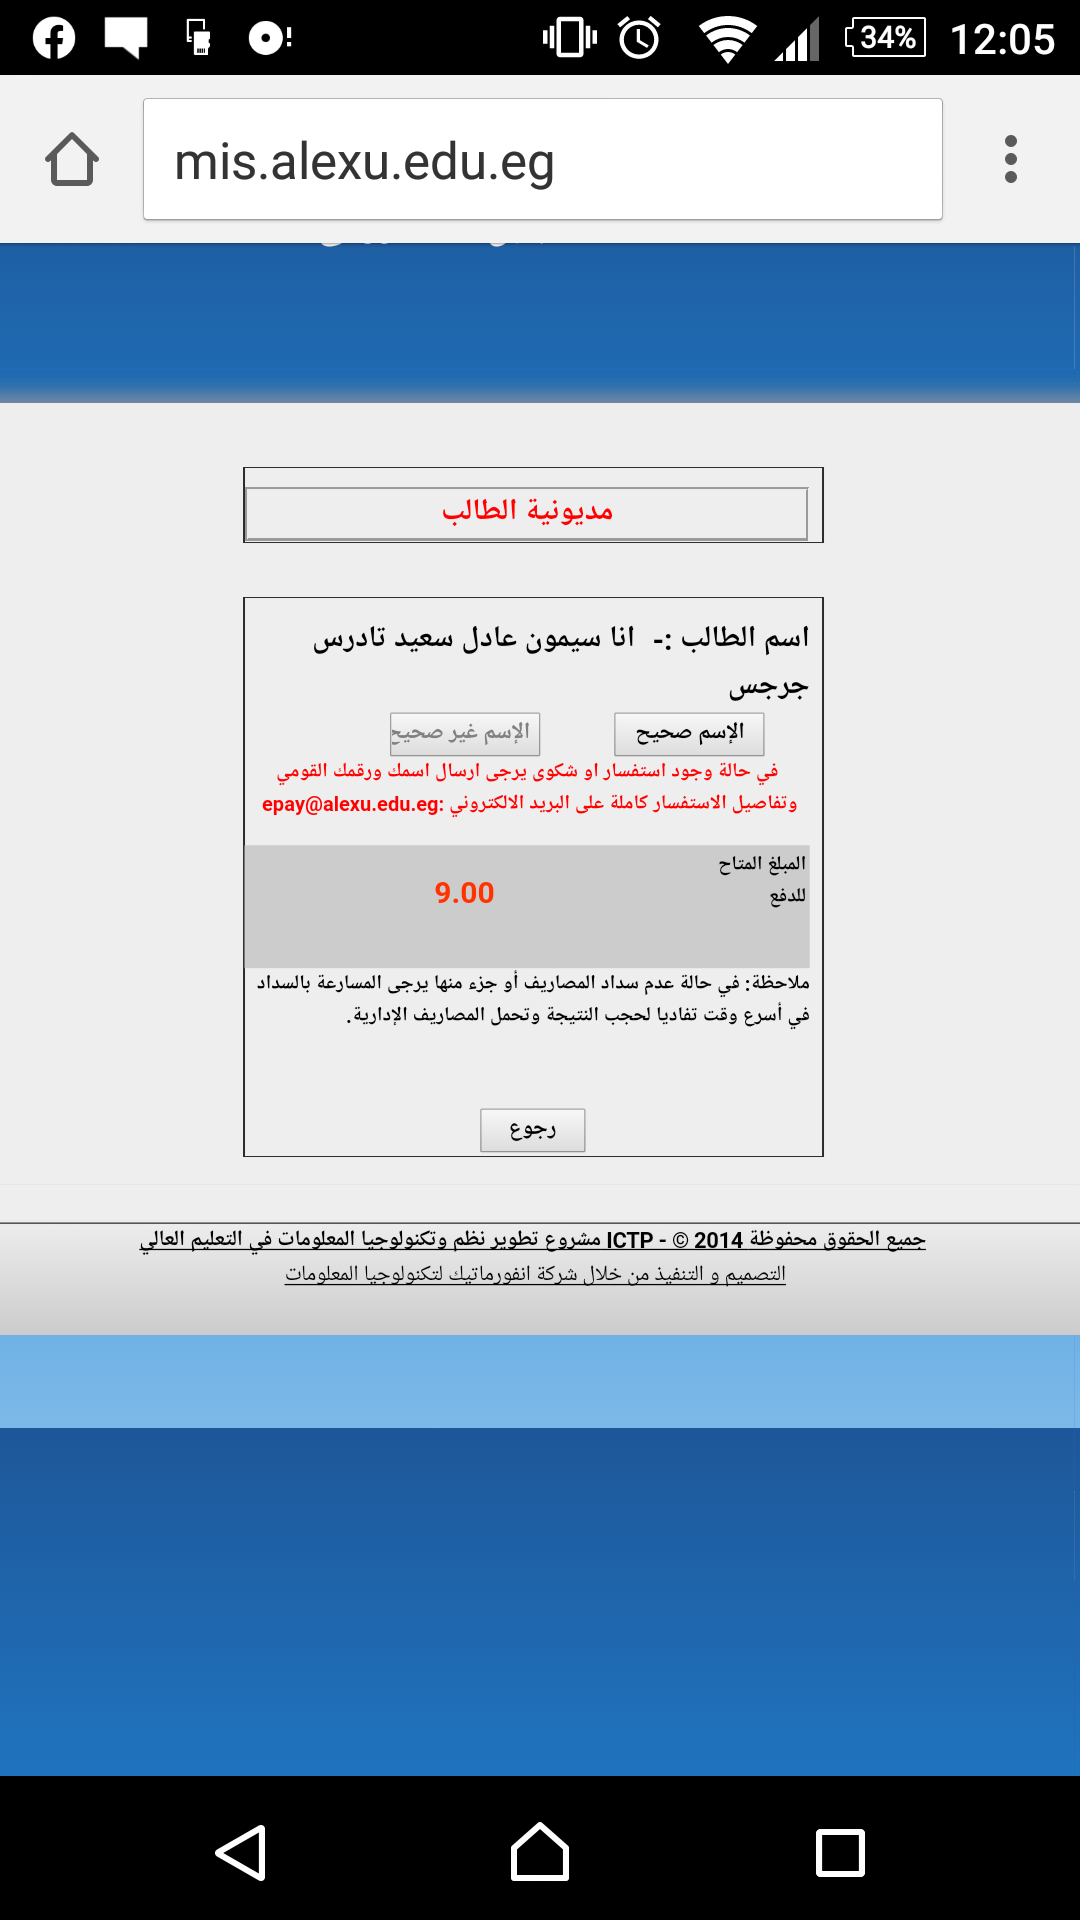 34% 12:05
mis.alexu.edu.eg
مديونية الطالب
اسم الطالب :- انا سيمون عادل سعيد تادرس
جرجس
الإسم صحيح الإسم غير صحيح
في حالة وجود استفسار او شكوى يرجى ارسال اسمك ورقمك القومي
وتفاصيل الاستفسار كاملة على البريد الالكتروني :epay@alexu.edu.eg
المبلغ المتاح
للدفع
9.00
ملاحظة: في حالة عدم سداد المصاريف أو جزء منها يرجى المسارعة بالسداد
في أسرع وقت تفاديا لحجب النتيجة وتحمل المصاريف الإدارية.
رجوع
جميع الحقوق محفوظة ICTP - © 2014 مشروع تطوير نظم وتكنولوجيا المعلومات في التعليم العالي
التصميم و التنفيذ من خلال شركة انفورماتيك لتكنولوجيا المعلومات